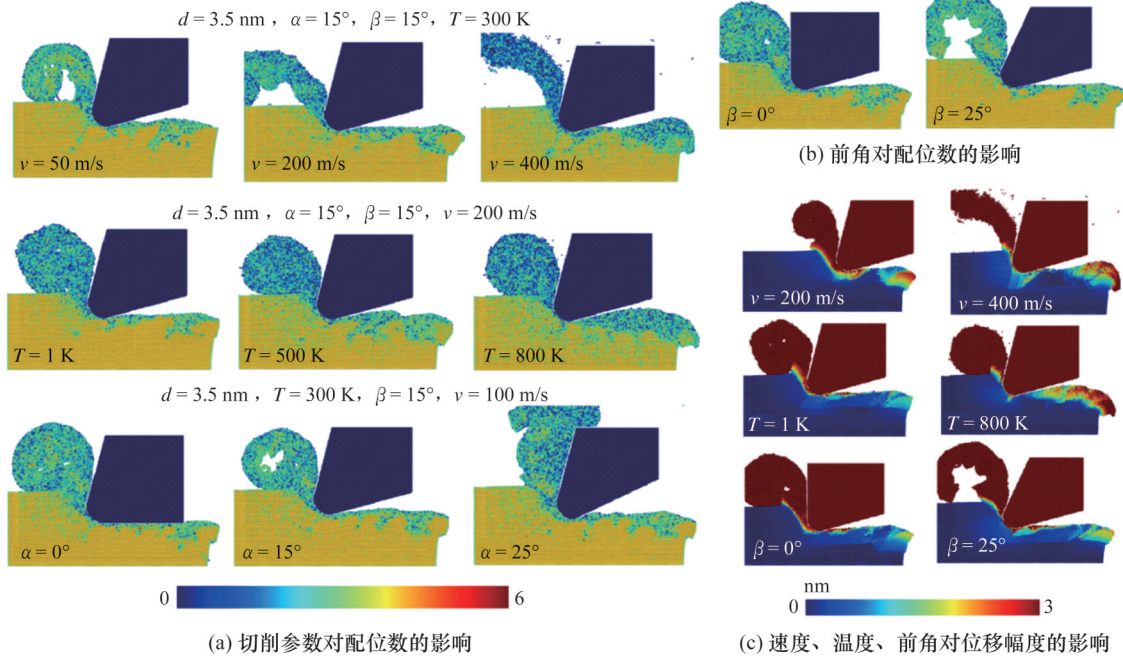 d = 3.5 nm ，α = 15°，β = 15°，T = 300 K
v = 50 m/s
v = 200 m/s
v = 400 m/s
d = 3.5 nm ，α = 15°，β = 15°，v = 200 m/s
T = 1 K
T = 500 K
T = 800 K
d = 3.5 nm ，T = 300 K，β = 15°，v = 100 m/s
α = 0°
α = 15°
α = 25°
0
6
(a) 切削参数对配位数的影响
β = 0°
β = 25°
(b) 前角对配位数的影响
v = 200 m/s
v = 400 m/s
T = 1 K
T = 800 K
β = 0°
β = 25°
nm
0
3
(c) 速度、温度、前角对位移幅度的影响